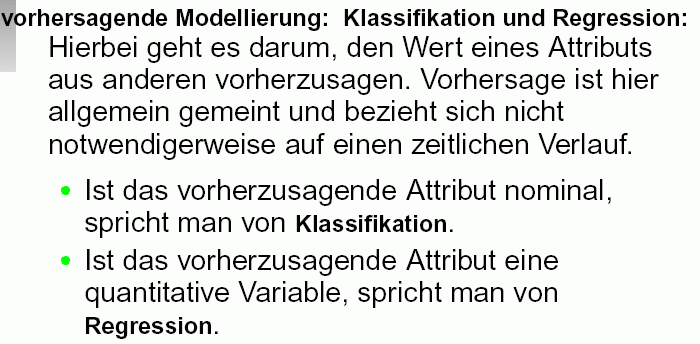 vorhersagende Modellierung: Klassifikation und Regression:
Hierbei geht es darum, den Wert eines Attributs
aus anderen vorherzusagen. Vorhersage ist hier
allgemein gemeint und bezieht sich nicht
notwendigerweise auf einen zeitlichen Verlauf.
• Ist das vorherzusagende Attribut nominal,
spricht man von Klassifikation.
• Ist das vorherzusagende Attribut eine
quantitative Variable, spricht man von
Regression.